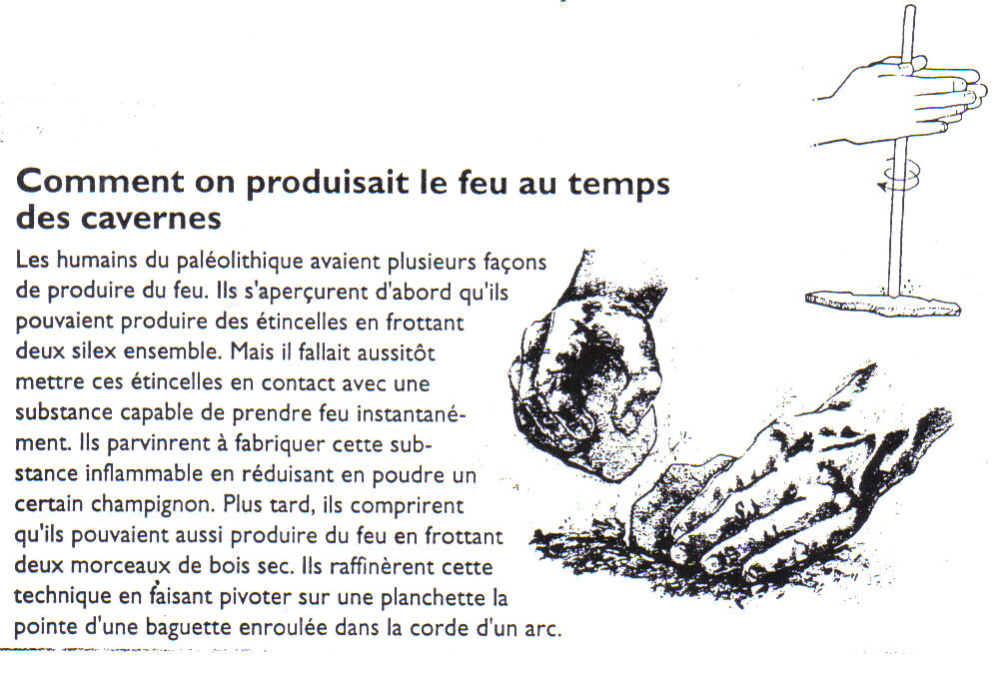 Comment on produisait le feu au temps
des cavernes
Les humains du paléolithique avaient plusieurs façons
de produire du feu. Ils s'aperçurent d'abord qu'ils
pouvaient produire des étincelles en frottant
deux silex ensemble. Mais il fallait aussitôt
mettre ces étincelles en contact avec une
substance capable de prendre feu instantané-
ment. Ils parvinrent à fabriquer cette sub-
stance inflammable en réduisant en poudre un
certain champignon. Plus tard, ils comprirent
qu'ils pouvaient aussi produire du feu en frottant
deux morceaux de bois sec. Ils raffinèrent cette
technique en faisant pivoter sur une planchette la
pointe d'une baguette enroulée dans la corde d'un arc.